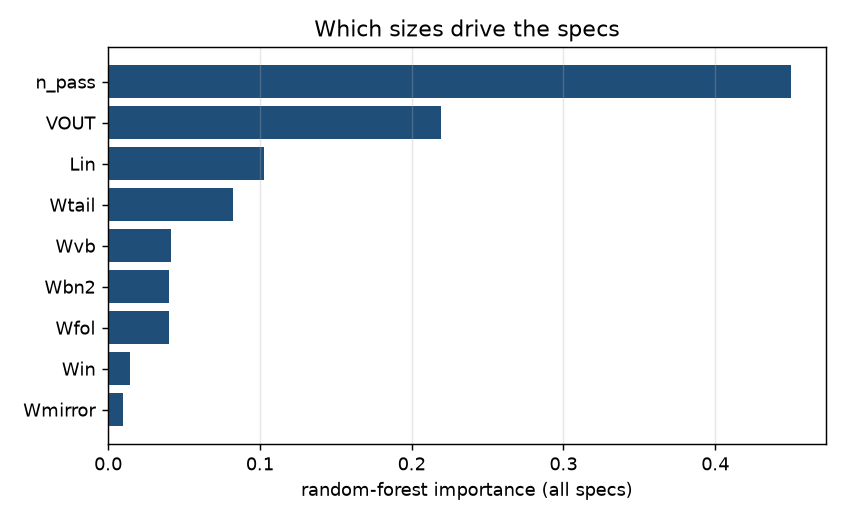 Which sizes drive the specs
n_pass
VOUT
Lin
Wtail
Wvb
Wbn2
Wfol
Win
Wmirror
0.0 0.1 0.2 0.3 0.4
random-forest importance (all specs)